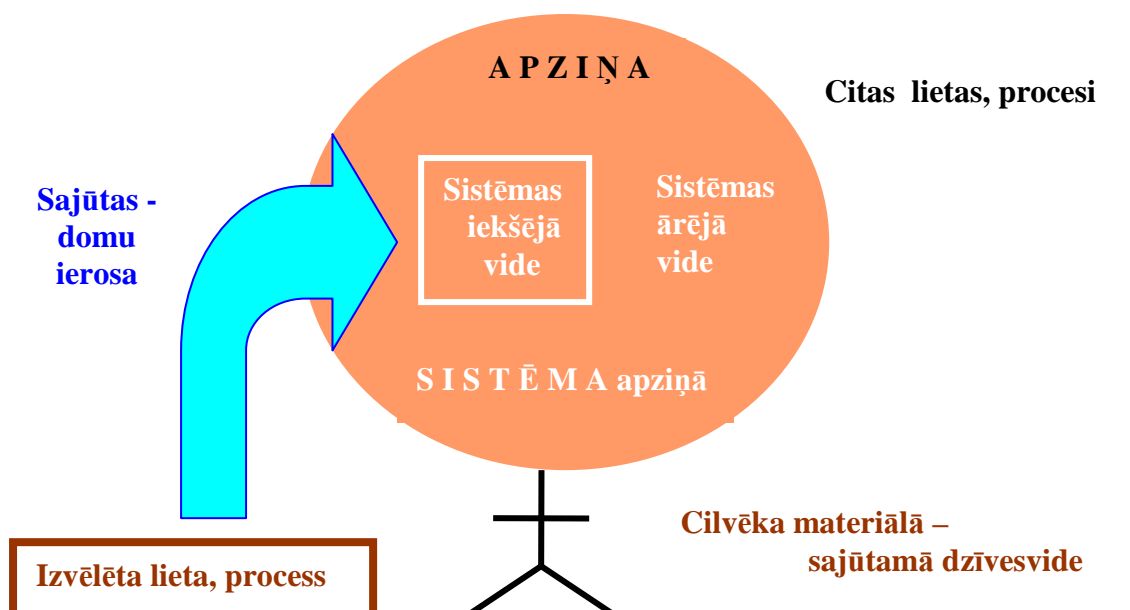 A P Z I Ņ A
Citas lietas, procesi
Sajūtas -
domu
ierosa
Sistēmas
iekšējā
vide
Sistēmas
ārējā
vide
S I S T Ē M A apziņā
Cilvēka materiālā –
sajūtamā dzīvesvide
Izvēlēta lieta, process